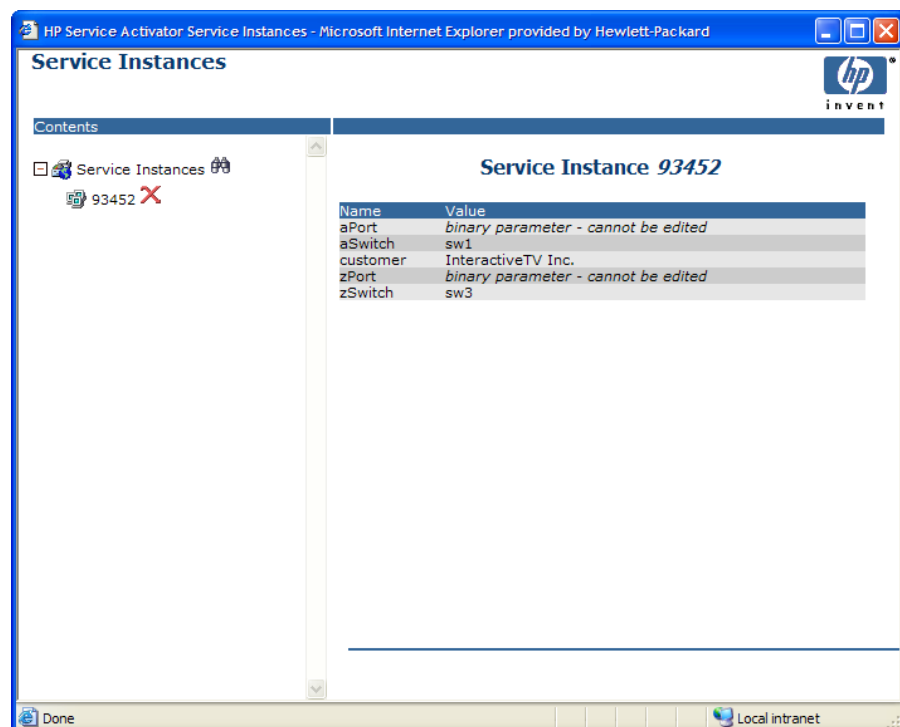 HP Service Activator Service Instances - Microsoft Internet Explorer provided by Hewlett-Packard
Service Instances
hp
®
invent
Contents
Service Instances
93452
Service Instance 93452
Name Value
aPort binary parameter - cannot be edited
aSwitch sw1
customer InteractiveTV Inc.
zPort binary parameter - cannot be edited
zSwitch sw3
Done
Local intranet